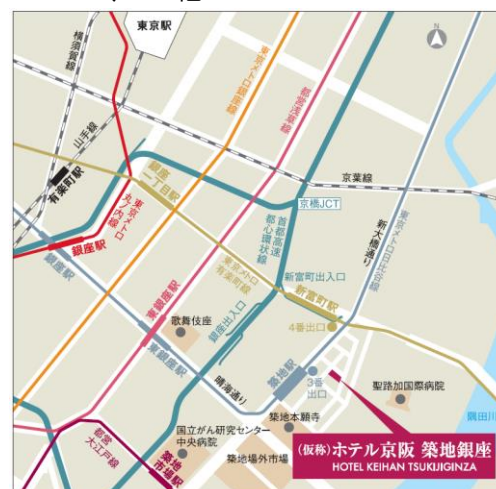 東京駅
N
横須賀線
山手線
東京メトロ銀座線
都営浅草線
京葉線
有楽町駅
銀座
一丁目駅
東京メトロ
丸ノ内線
京橋JCT
首都高速
都心環状線
東京メトロ日比谷線
新大橋通り
銀座駅
銀座駅
東京メトロ
有楽町線
新富町出入口
新富町駅
4番出口
東銀座駅
歌舞伎座
銀座出入口
東銀座駅
晴海通り
築地駅
3番
出口
聖路加国際病院
隅田川
築地本願寺
国立がん研究センター
中央病院
都営
大江戸線
築地
市場駅
築地場外市場
(仮称)ホテル京阪 築地銀座
HOTEL KEIHAN TSUKIJIGINZA